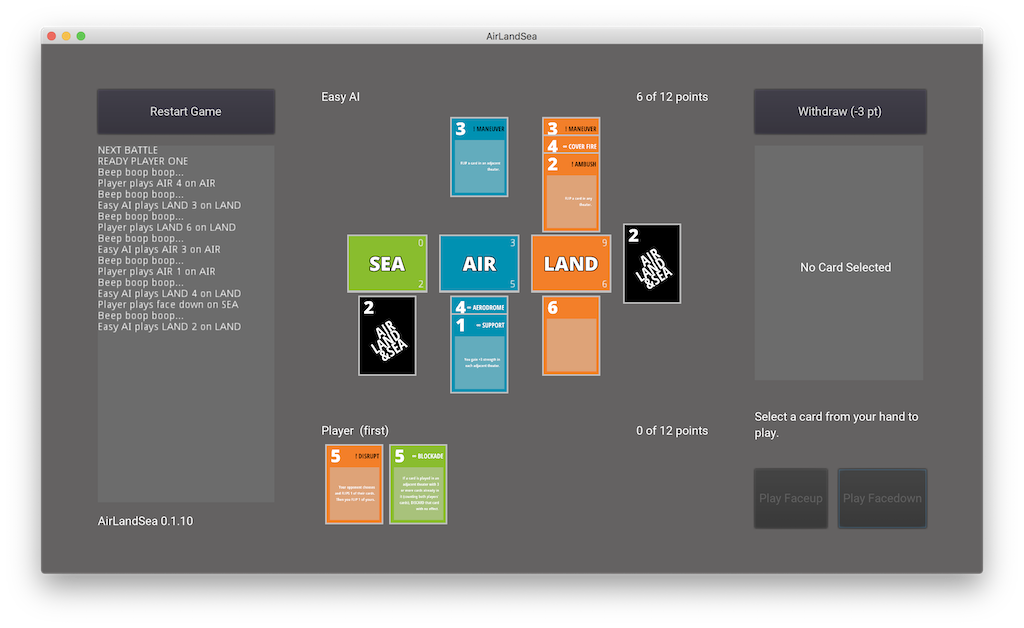 AirLandSea
Restart Game
NEXT BATTLE
READY PLAYER ONE
Beep boop boop...
Player plays AIR 4 on AIR
Beep boop boop...
Easy AI plays LAND 3 on LAND
Beep boop boop...
Player plays LAND 6 on LAND
Beep boop boop...
Easy AI plays AIR 3 on AIR
Beep boop boop...
Player plays AIR 1 on AIR
Beep boop boop...
Easy AI plays LAND 4 on LAND
Player plays face down on SEA
Beep boop boop...
Easy AI plays LAND 2 on LAND
AirLandSea 0.1.10
Easy AI
6 of 12 points
3 ! MANEUVER
FLIP a card in an adjacent
theater.
3 ! MANEUVER
4 ∞ COVER FIRE
2 ! AMBUSH
FLIP a card in any
theater.
0
SEA
2
3
AIR
5
9
LAND
6
2
AIR
LAND
&SEA
2
AIR
LAND
&SEA
4 ∞ AERODROME
1 ∞ SUPPORT
You gain +3 strength in
each adjacent theater.
6
Player (first)
0 of 12 points
5 ! DISRUPT
Your opponent chooses
and FLIPS 1 of their cards.
Then you FLIP 1 of yours.
5 ∞ BLOCKADE
If a card is played in an
adjacent theater with 3
or more cards already in
it (counting both players'
cards), DISCARD that card
with no effect.
Withdraw (-3 pt)
No Card Selected
Select a card from your hand to
play.
Play Faceup
Play Facedown